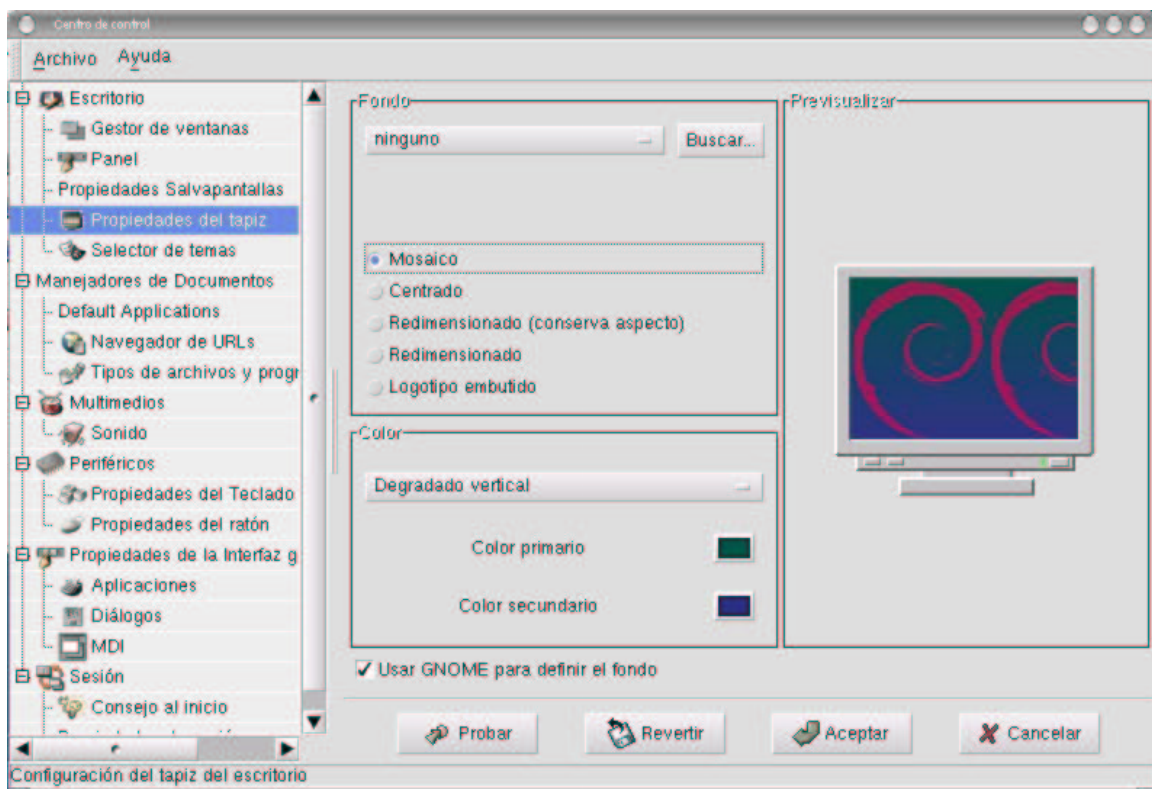 Centro de control
Archivo Ayuda
Escritorio
Gestor de ventanas
Panel
Propiedades Salvapantallas
Propiedades del tapiz
Selector de temas
Manejadores de Documentos
Default Applications
Navegador de URLs
Tipos de archivos y progr
Multimedios
Sonido
Periféricos
Propiedades del Teclado
Propiedades del ratón
Propiedades de la Interfaz g
Aplicaciones
Diálogos
MDI
Sesión
Consejo al inicio
Fondo
ninguno
Buscar...
Mosaico
Centrado
Redimensionado (conserva aspecto)
Redimensionado
Logotipo embutido
Color
Degradado vertical
Color primario
Color secundario
Previsualizar
Usar GNOME para definir el fondo
Probar Revertir Aceptar Cancelar
Configuración del tapiz del escritorio